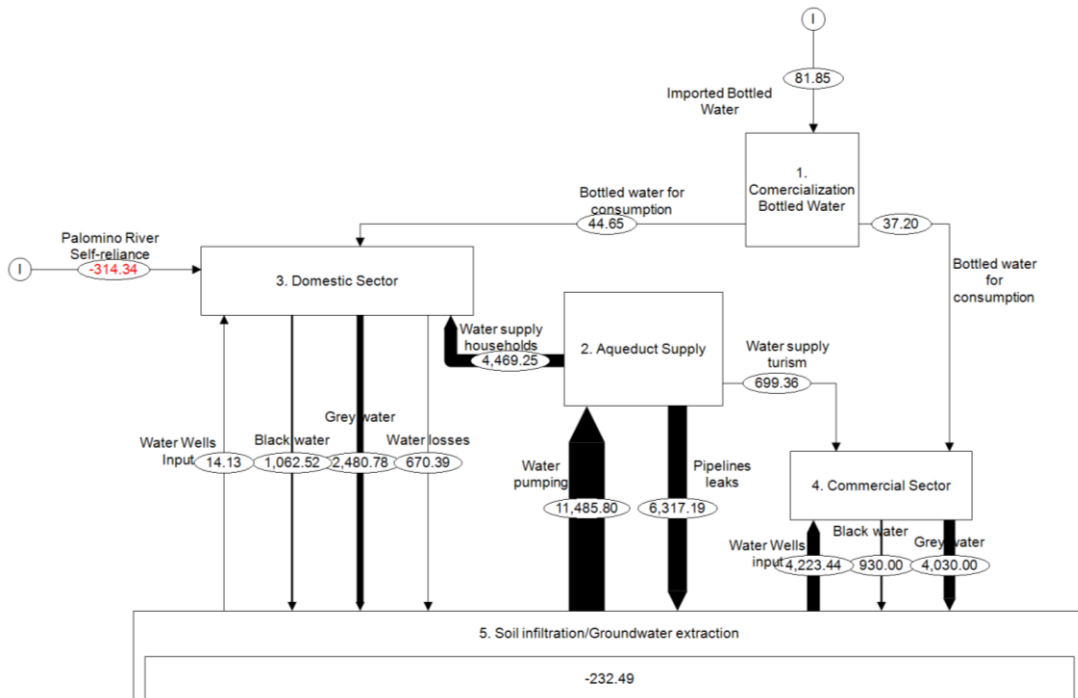 I
81.85
Imported Bottled
Water
1.
Comercialization
Bottled Water
Bottled water for
consumption
44.65
37.20
Palomino River
Self-reliance
I
-314.34
3. Domestic Sector
Bottled water
for
consumption
Water supply
households
4,469.25
2. Aqueduct Supply
Water supply
turism
699.36
Water Wells
Input
14.13
Black water
1,062.52
Grey water
2,480.78
Water losses
670.39
Water
pumping
11,485.80
Pipelines
leaks
6,317.19
4. Commercial Sector
Water Wells
input
4,223.44
Black water
930.00
Grey water
4,030.00
5. Soil infiltration/Groundwater extraction
-232.49